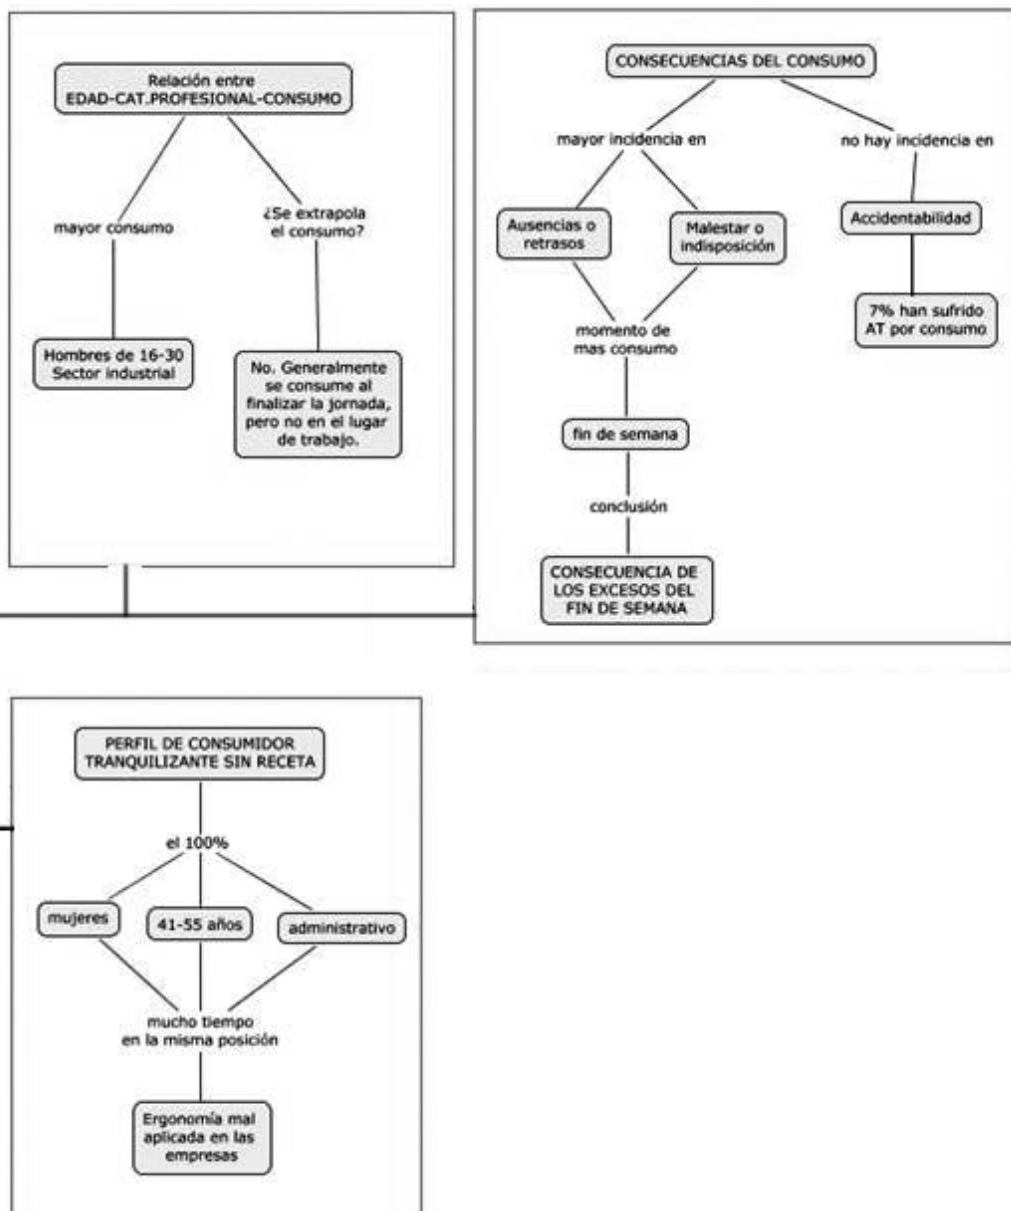 Relación entre
EDAD-CAT.PROFESIONAL-CONSUMO
mayor consumo
¿Se extrapola
el consumo?
Hombres de 16-30
Sector industrial
No. Generalmente
se consume al
finalizar la jornada,
pero no en el lugar
de trabajo.
CONSECUENCIAS DEL CONSUMO
mayor incidencia en
no hay incidencia en
Ausencias o
retrasos
Malestar o
indisposición
Accidentabilidad
7% han sufrido
AT por consumo
momento de
mas consumo
fin de semana
conclusión
CONSECUENCIA DE
LOS EXCESOS DEL
FIN DE SEMANA
PERFIL DE CONSUMIDOR
TRANQUILIZANTE SIN RECETA
el 100%
mujeres
41-55 años
administrativo
mucho tiempo
en la misma posición
Ergonomía mal
aplicada en las
empresas